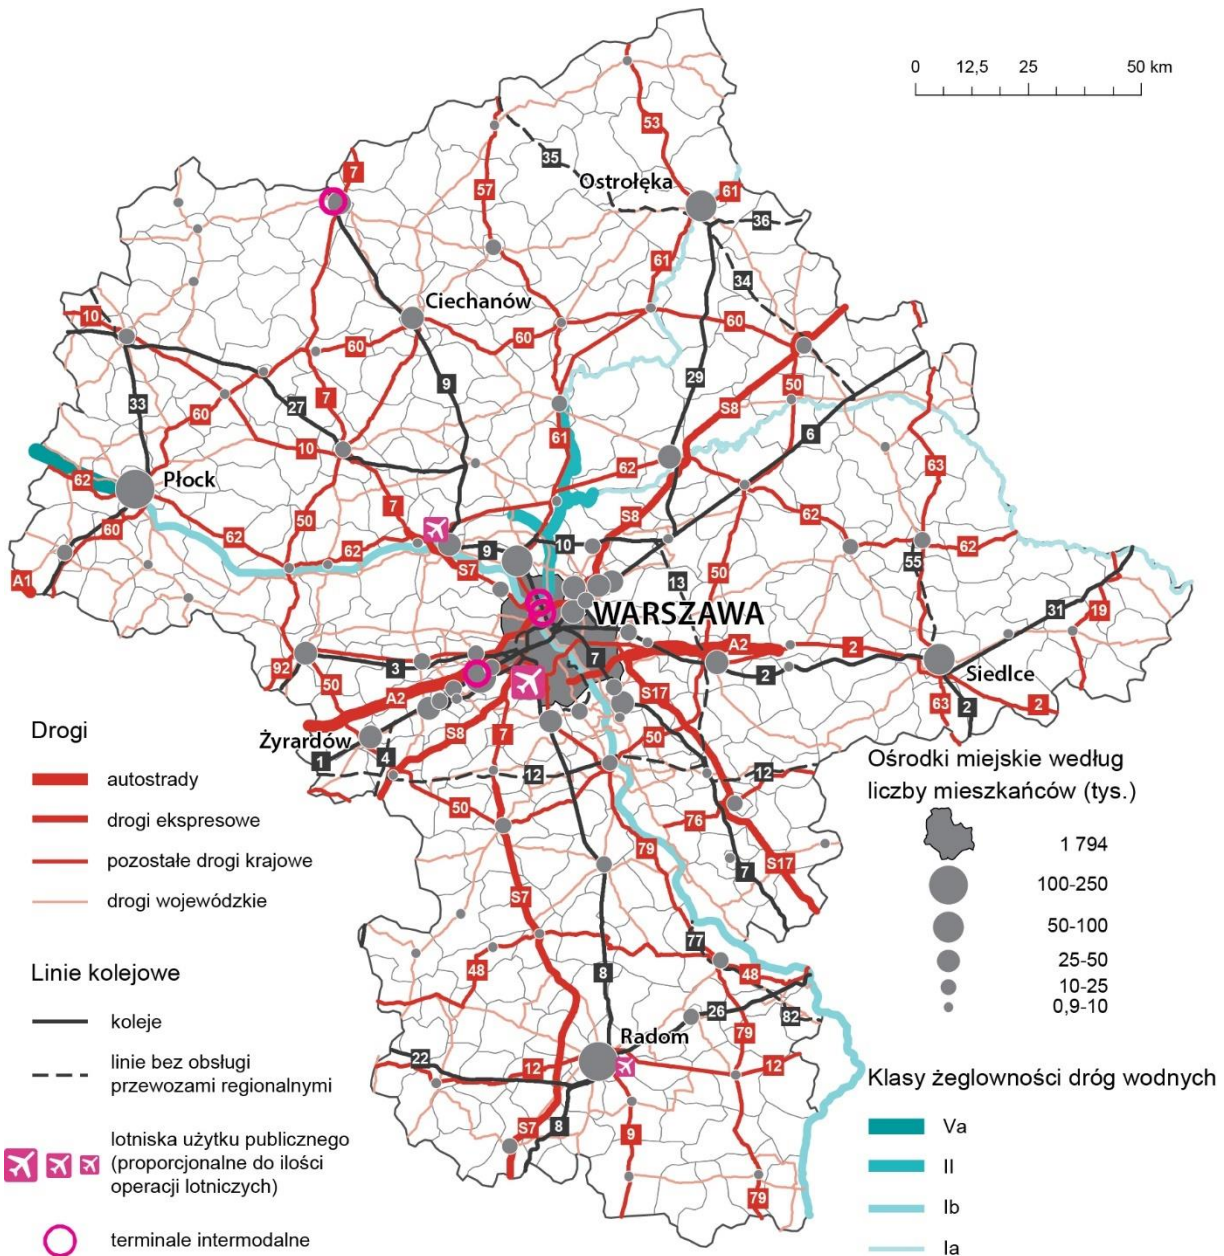 0 12,5 25 50 km
53
7
35
57
Ostrołęka
61
36
61
34
10
Ciechanów
60
60
60
9
29
50
33
60
27
7
S8
10
61
6
62
Płock
62
7
63
60
50
62
62
S8
62
62
9
10
S7
55
A1
13
50
31
WARSZAWA
19
92
3
7
A2
2
50
A2
2
Siedlce
S17
63
2
2
Drogi
Żyrardów
S8
7
50
1
4
12
12
autostrady
drogi ekspresowe
pozostałe drogi krajowe
drogi wojewódzkie
50
79
76
S17
7
Ośrodki miejskie według
liczby mieszkańców (tys.)
1 794
100-250
50-100
25-50
10-25
0,9-10
S7
77
48
8
48
26
82
Linie kolejowe
koleje
linie bez obsługi
przewozami regionalnymi
lotniska użytku publicznego
(proporcjonalne do ilości
operacji lotniczych)
terminale intermodalne
Radom
79
22
12
12
S7
8
9
79
Klasy żeglowności dróg wodnych
Va
II
Ib
Ia